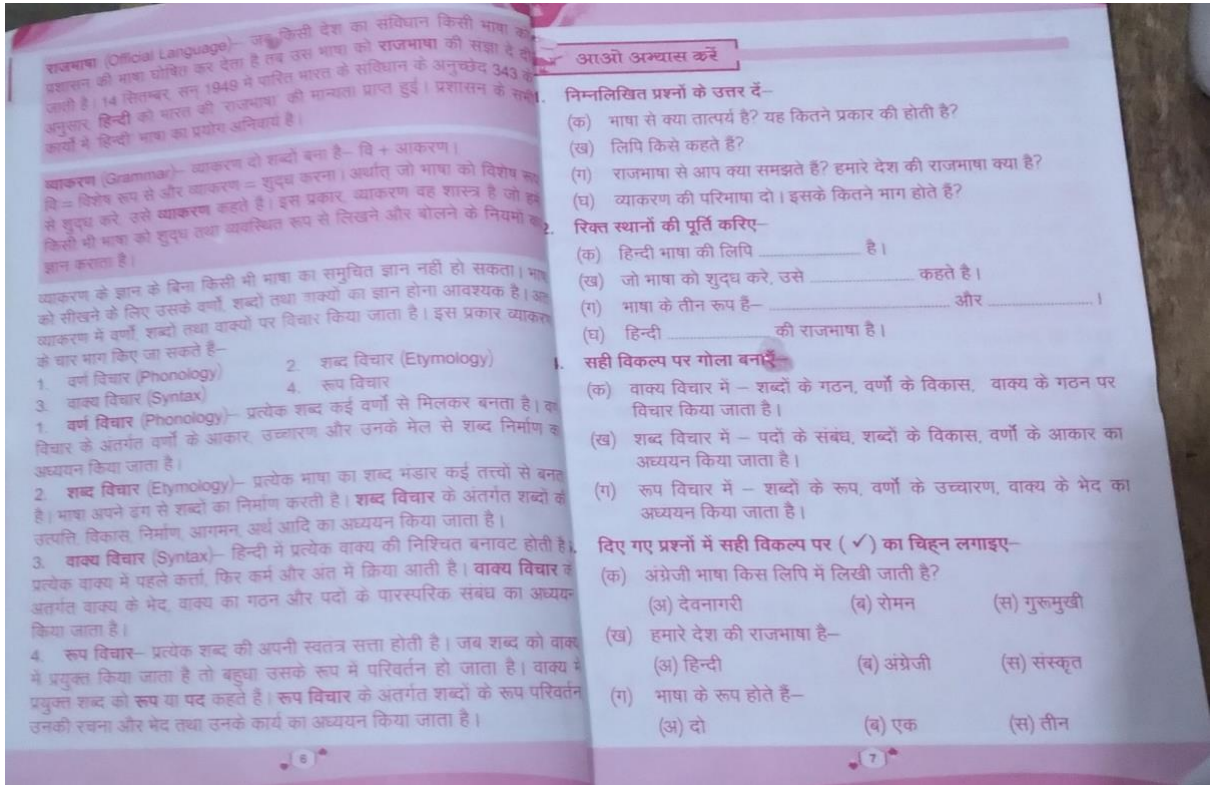 राजभाषा (Official Language)– जब किसी देश का संविधान किसी भाषा को
प्रशासन की भाषा घोषित कर देता है तब उस भाषा को राजभाषा की संज्ञा दे दी
जाती है। 14 सितम्बर, सन् 1949 में पारित भारत के संविधान के अनुच्छेद 343 के
अनुसार, हिन्दी को भारत की राजभाषा की मान्यता प्राप्त हुई। प्रशासन के सभी
कार्यों में हिन्दी भाषा का प्रयोग अनिवार्य है।
व्याकरण (Grammar)– व्याकरण दो शब्दों बना है– वि + आकरण।
वि = विशेष रूप से और व्याकरण = शुद्ध करना। अर्थात् जो भाषा को विशेष रूप
से शुद्ध करे, उसे व्याकरण कहते हैं। इस प्रकार, व्याकरण वह शास्त्र है जो हमें
किसी भी भाषा को शुद्ध तथा व्यवस्थित रूप से लिखने और बोलने के नियमों का
ज्ञान कराता है।
व्याकरण के ज्ञान के बिना किसी भी भाषा का समुचित ज्ञान नहीं हो सकता। भाषा
को सीखने के लिए उसके वर्णों, शब्दों तथा वाक्यों का ज्ञान होना आवश्यक है। अतः
व्याकरण में वर्णों, शब्दों तथा वाक्यों पर विचार किया जाता है। इस प्रकार व्याकरण
के चार भाग किए जा सकते हैं–
1. वर्ण विचार (Phonology) 2. शब्द विचार (Etymology)
3. वाक्य विचार (Syntax) 4. रूप विचार
1. वर्ण विचार (Phonology)– प्रत्येक शब्द कई वर्णों से मिलकर बनता है। वर्ण
विचार के अंतर्गत वर्णों के आकार, उच्चारण और उनके मेल से शब्द निर्माण का
अध्ययन किया जाता है।
2. शब्द विचार (Etymology)– प्रत्येक भाषा का शब्द भंडार कई तत्त्वों से बनता
है। भाषा अपने ढंग से शब्दों का निर्माण करती है। शब्द विचार के अंतर्गत शब्दों की
उत्पत्ति, विकास, निर्माण, आगमन, अर्थ आदि का अध्ययन किया जाता है।
3. वाक्य विचार (Syntax)– हिन्दी में प्रत्येक वाक्य की निश्चित बनावट होती है।
प्रत्येक वाक्य में पहले कर्त्ता, फिर कर्म और अंत में क्रिया आती है। वाक्य विचार के
अंतर्गत वाक्य के भेद, वाक्य का गठन और पदों के पारस्परिक संबंध का अध्ययन
किया जाता है।
4. रूप विचार– प्रत्येक शब्द की अपनी स्वतंत्र सत्ता होती है। जब शब्द को वाक्य
में प्रयुक्त किया जाता है तो बहुधा उसके रूप में परिवर्तन हो जाता है। वाक्य में
प्रयुक्त शब्द को रूप या पद कहते हैं। रूप विचार के अंतर्गत शब्दों के रूप परिवर्तन
उनकी रचना और भेद तथा उनके कार्य का अध्ययन किया जाता है।
6
आओ अभ्यास करें
1. निम्नलिखित प्रश्नों के उत्तर दें–
(क) भाषा से क्या तात्पर्य है? यह कितने प्रकार की होती है?
(ख) लिपि किसे कहते हैं?
(ग) राजभाषा से आप क्या समझते हैं? हमारे देश की राजभाषा क्या है?
(घ) व्याकरण की परिभाषा दो। इसके कितने भाग होते हैं?
2. रिक्त स्थानों की पूर्ति करिए–
(क) हिन्दी भाषा की लिपि ............ है।
(ख) जो भाषा को शुद्ध करे, उसे ............ कहते है।
(ग) भाषा के तीन रूप हैं– ............ और ............ ।
(घ) हिन्दी ............ की राजभाषा है।
सही विकल्प पर गोला बनाएँ–
(क) वाक्य विचार में – शब्दों के गठन, वर्णों के विकास, वाक्य के गठन पर
विचार किया जाता है।
(ख) शब्द विचार में – पदों के संबंध, शब्दों के विकास, वर्णों के आकार का
अध्ययन किया जाता है।
(ग) रूप विचार में – शब्दों के रूप, वर्णों के उच्चारण, वाक्य के भेद का
अध्ययन किया जाता है।
दिए गए प्रश्नों में सही विकल्प पर ( ✓ ) का चिह्न लगाइए–
(क) अंग्रेजी भाषा किस लिपि में लिखी जाती है?
(अ) देवनागरी (ब) रोमन (स) गुरूमुखी
(ख) हमारे देश की राजभाषा है–
(अ) हिन्दी (ब) अंग्रेजी (स) संस्कृत
(ग) भाषा के रूप होते हैं–
(अ) दो (ब) एक (स) तीन
7